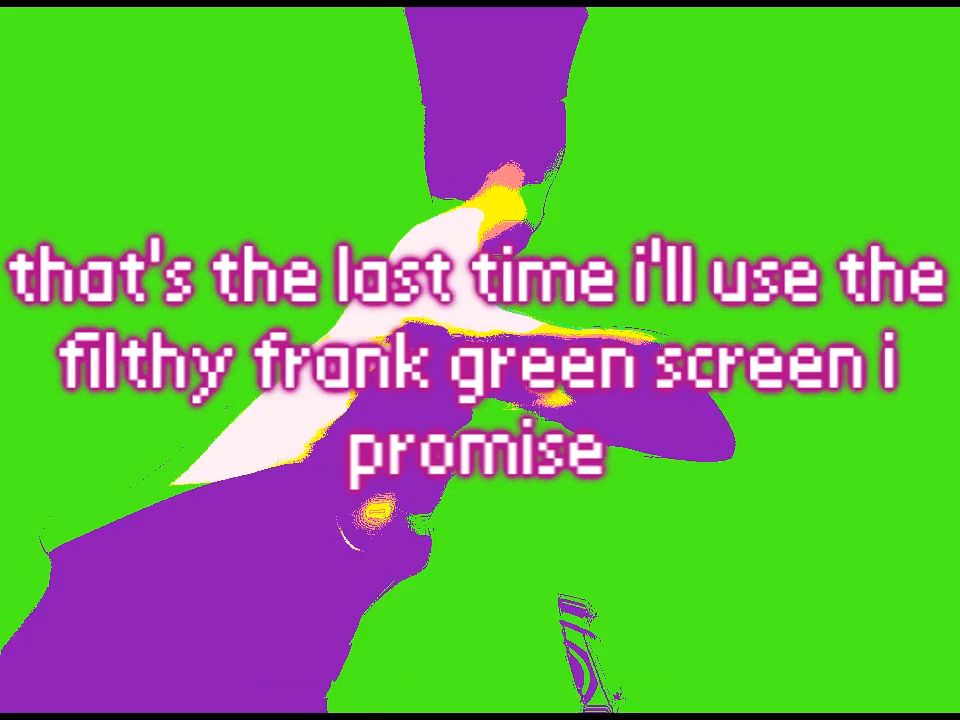 that's the last time i'll use the
filthy frank green screen i
promise